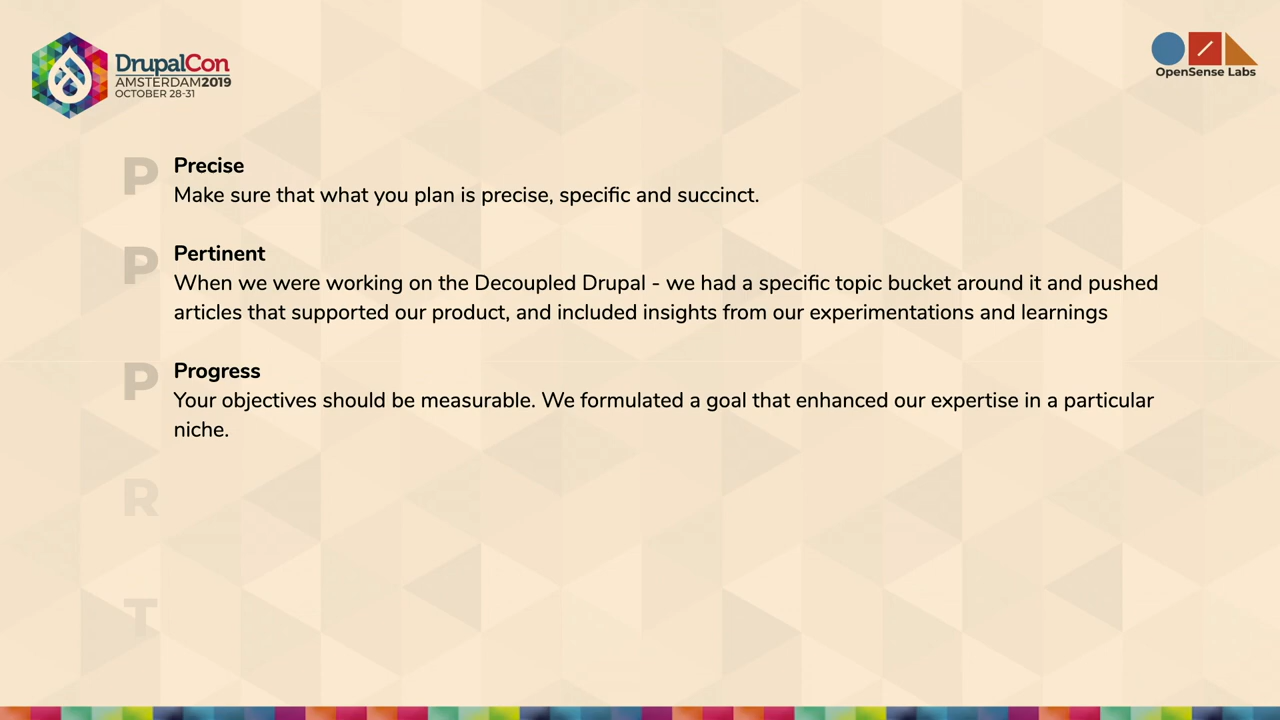 DrupalCon
AMSTERDAM2019
OCTOBER 28-31
OpenSense Labs
P
Precise
Make sure that what you plan is precise, specific and succinct.
P
Pertinent
When we were working on the Decoupled Drupal - we had a specific topic bucket around it and pushed
articles that supported our product, and included insights from our experimentations and learnings
P
Progress
Your objectives should be measurable. We formulated a goal that enhanced our expertise in a particular
niche.
R
T